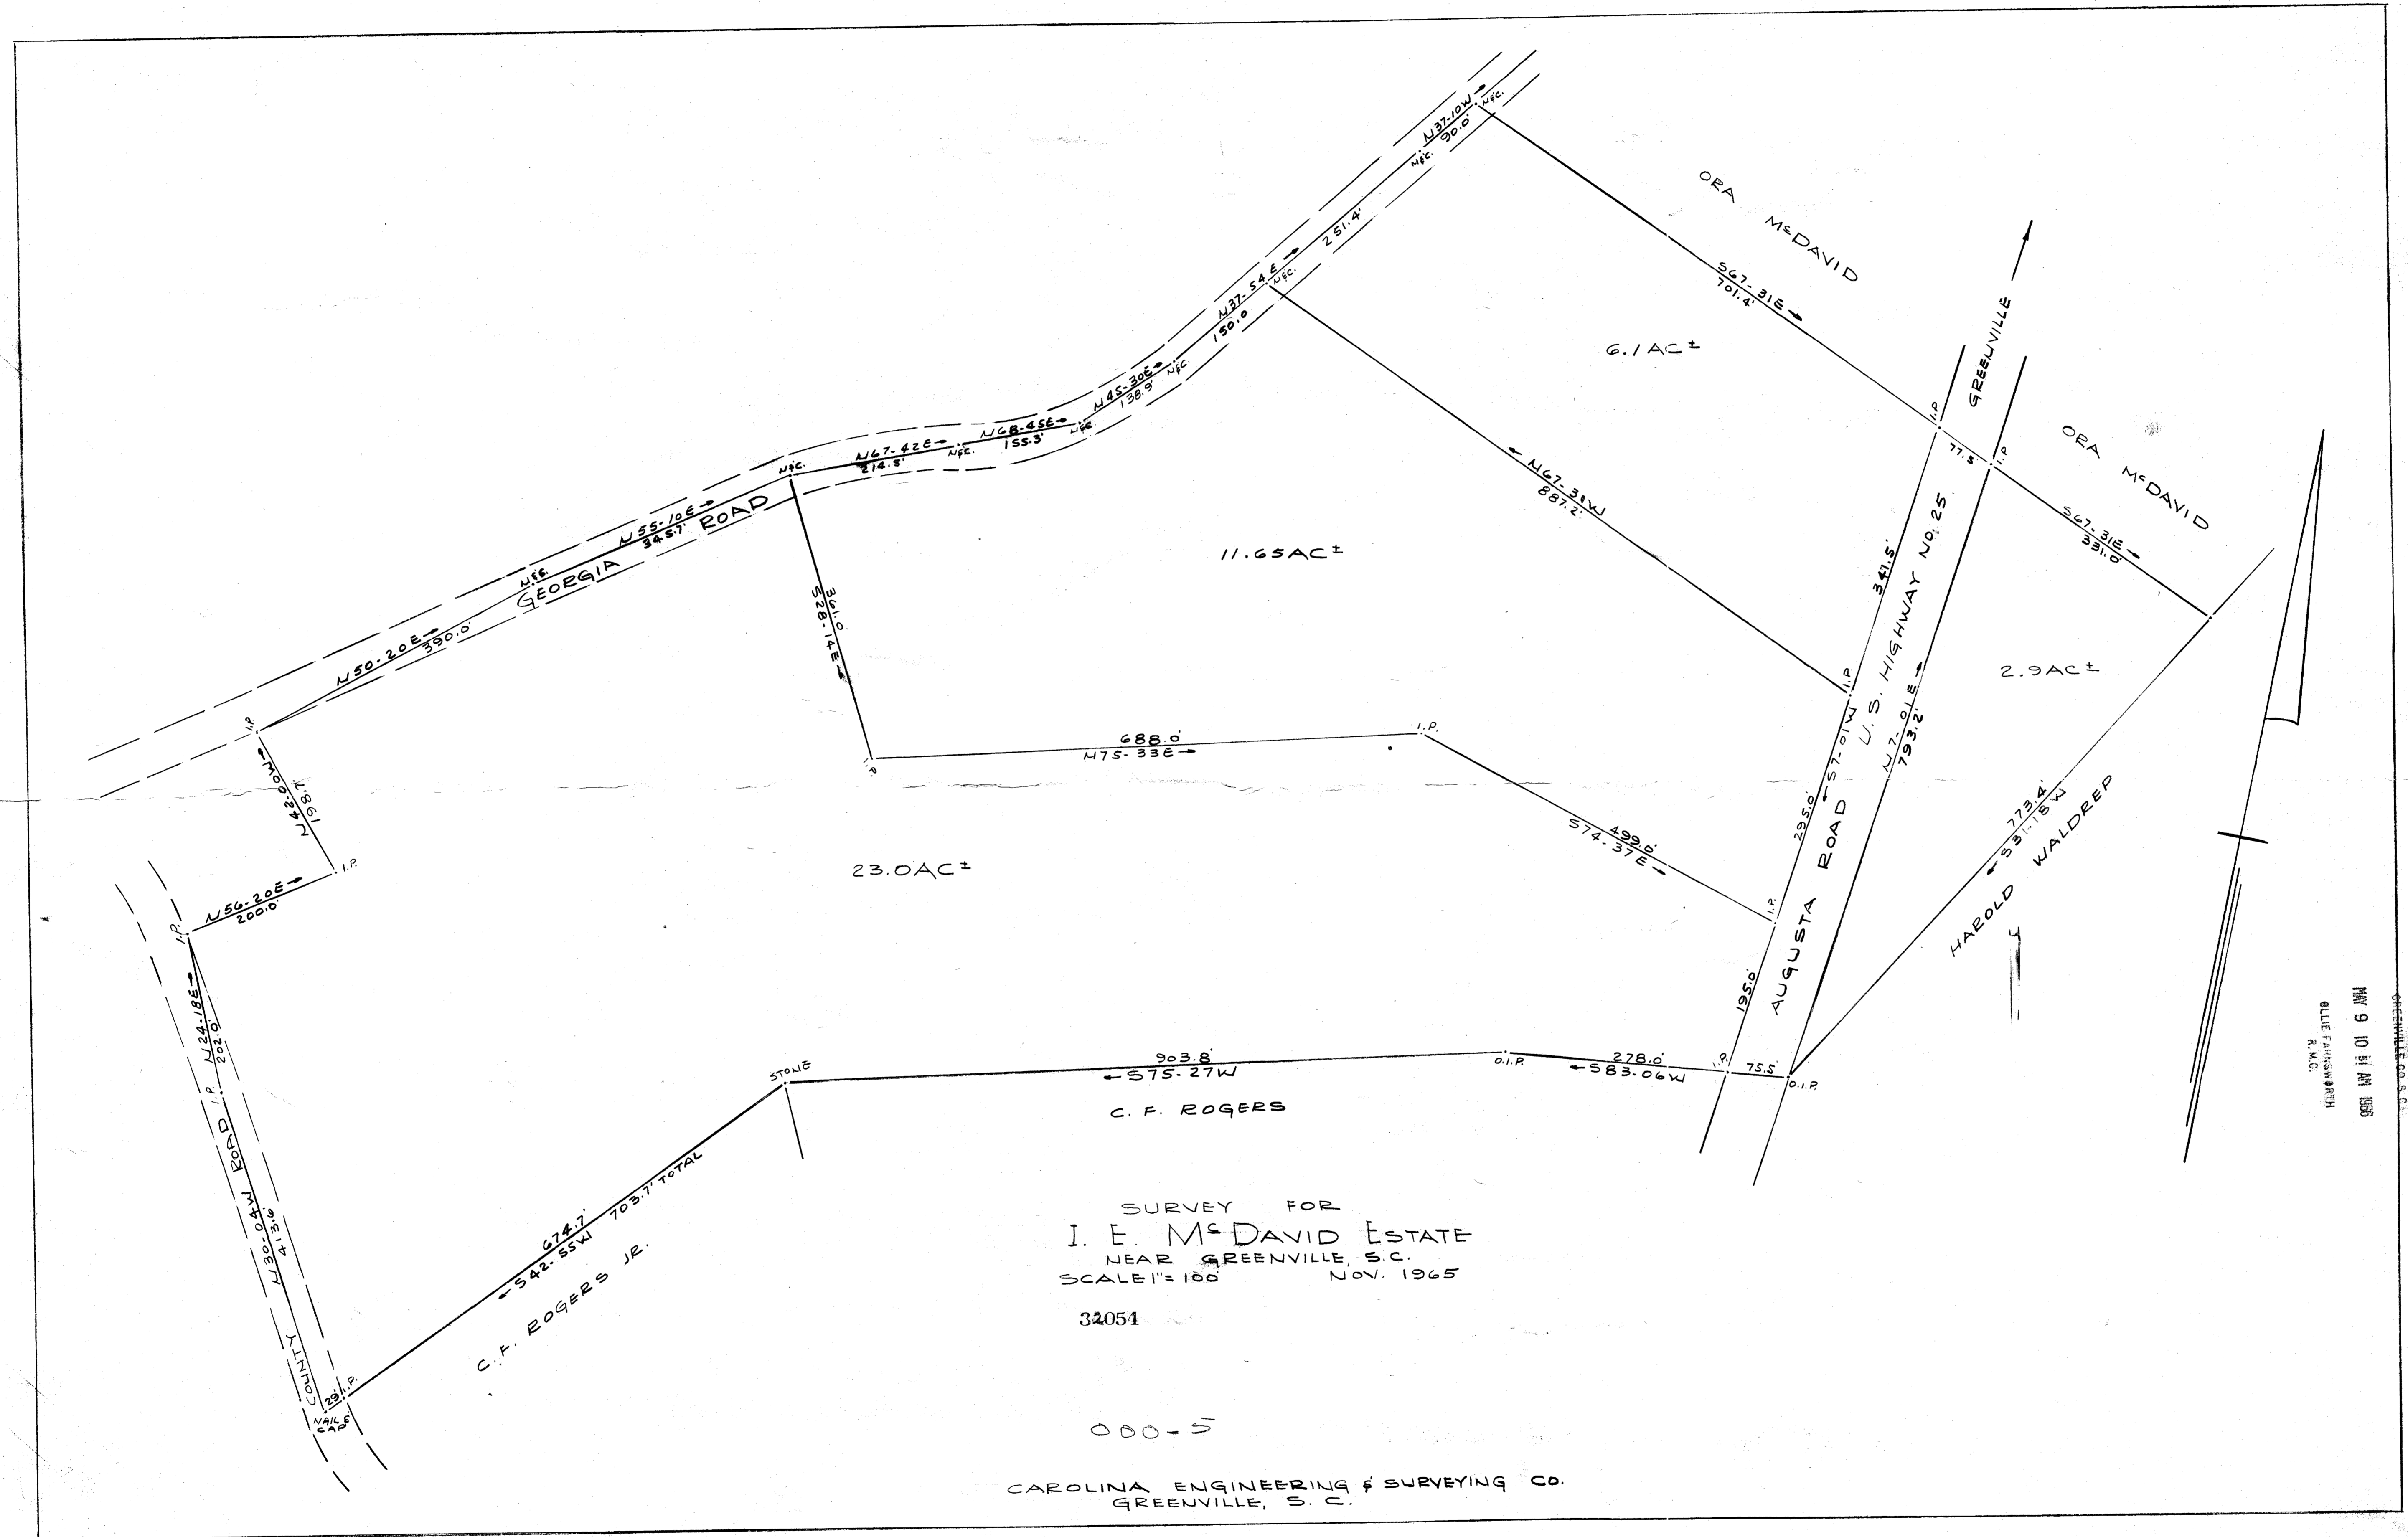 N37-10W
90.0'
N&C.
N&C.
ORA McDAVID
251.4'
N37-54E
150.0
N&C.
S67-31E
701.4'
GREENVILLE
6.1 AC±
N45-30E
138.9'
N&C.
N68-45E
155.3'
N&C.
N67-42E
214.5'
N&C.
N&C.
I.P.
77.5'
I.P.
ORA McDAVID
N55-10E
345.7'
GEORGIA ROAD
N&C.
N67-31W
887.2'
11.65 AC±
S67-31E
331.0'
341.5'
361.0'
S28-14E
N50-20E
390.0'
I.P.
I.P.
2.9 AC±
AUGUSTA ROAD U.S. HIGHWAY NO. 25
S7-01W
N7-01E
793.2'
I.P.
688.0'
N75-33E
I.P.
N42-0W
198.7'
I.P.
295.0'
499.0'
S74-37E
773.4'
S31-18W
HAROLD WALDREP
23.0 AC±
N56-20E
200.0'
I.P.
I.P.
195.0'
N24-18E
202.0'
I.P.
STONE
903.8'
S75-27W
O.I.P.
278.0'
S83-06W
I.P.
75.5
O.I.P.
C. F. ROGERS
COUNTY ROAD
N30-04W
413.6'
674.7'
S42-55W
703.7' TOTAL
C. F. ROGERS JR.
29'
I.P.
NAIL &
CAP
SURVEY FOR
I. E. McDAVID ESTATE
NEAR GREENVILLE, S.C.
SCALE 1"=100' NOV. 1965
000-5
CAROLINA ENGINEERING & SURVEYING CO.
GREENVILLE, S. C.
GREENVILLE CO. S.C.
MAY 9 10 51 AM 1966
OLLIE FARNSWORTH
R.M.C.